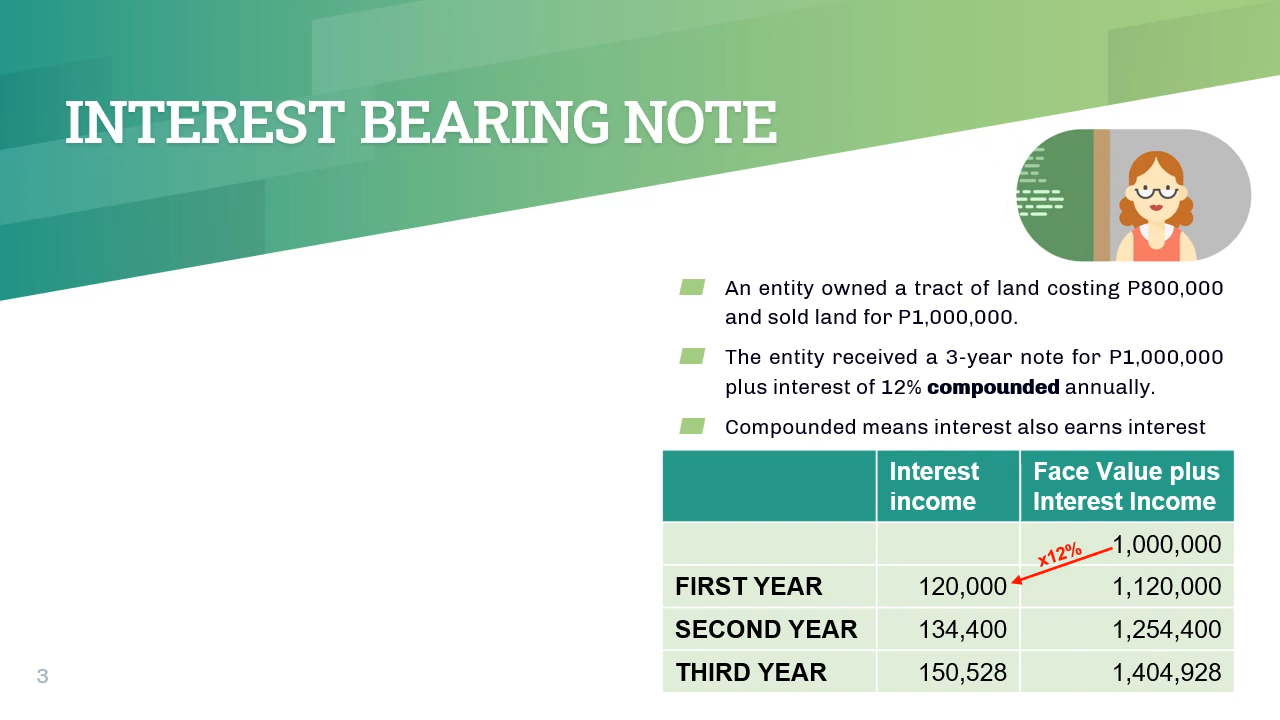 INTEREST BEARING NOTE
An entity owned a tract of land costing P800,000
and sold land for P1,000,000.
The entity received a 3-year note for P1,000,000
plus interest of 12% compounded annually.
Compounded means interest also earns interest
Interest income Face Value plus Interest Income
x12% 1,000,000
FIRST YEAR 120,000 1,120,000
SECOND YEAR 134,400 1,254,400
THIRD YEAR 150,528 1,404,928
3